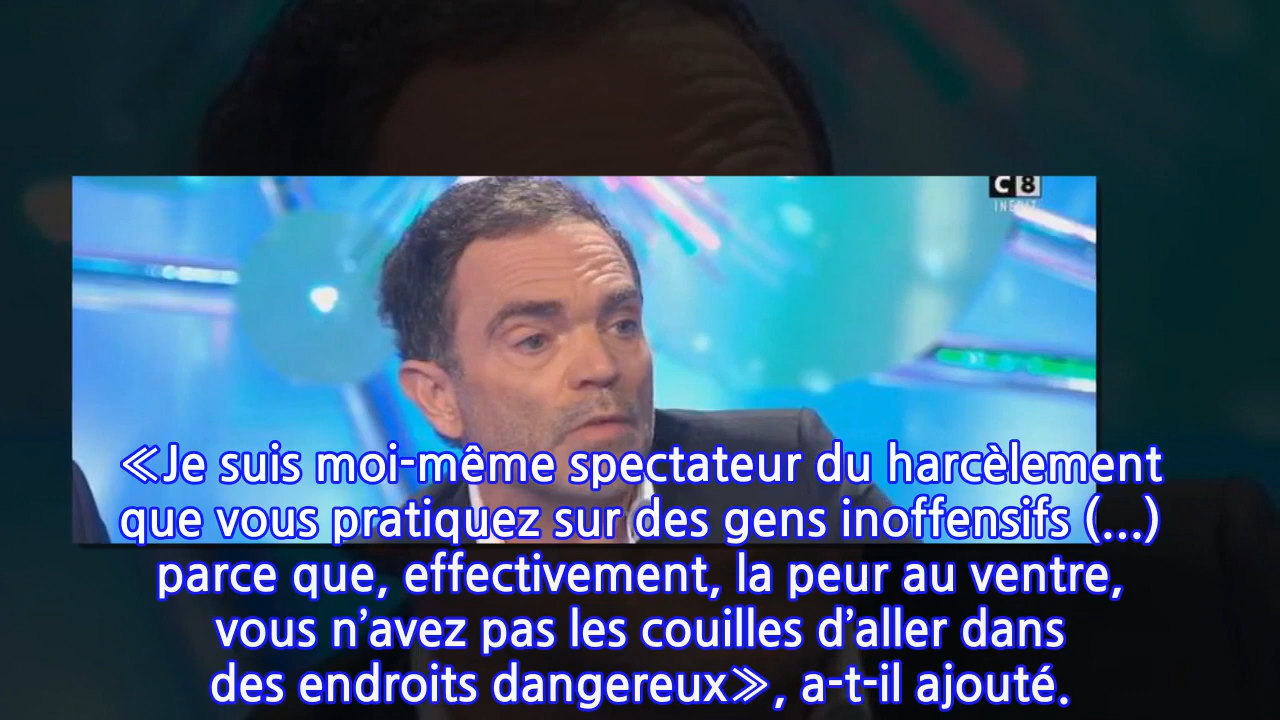 C8
INÉDIT
≪Je suis moi-même spectateur du harcèlement
que vous pratiquez sur des gens inoffensifs (...)
parce que, effectivement, la peur au ventre,
vous n’avez pas les couilles d’aller dans
des endroits dangereux≫, a-t-il ajouté.